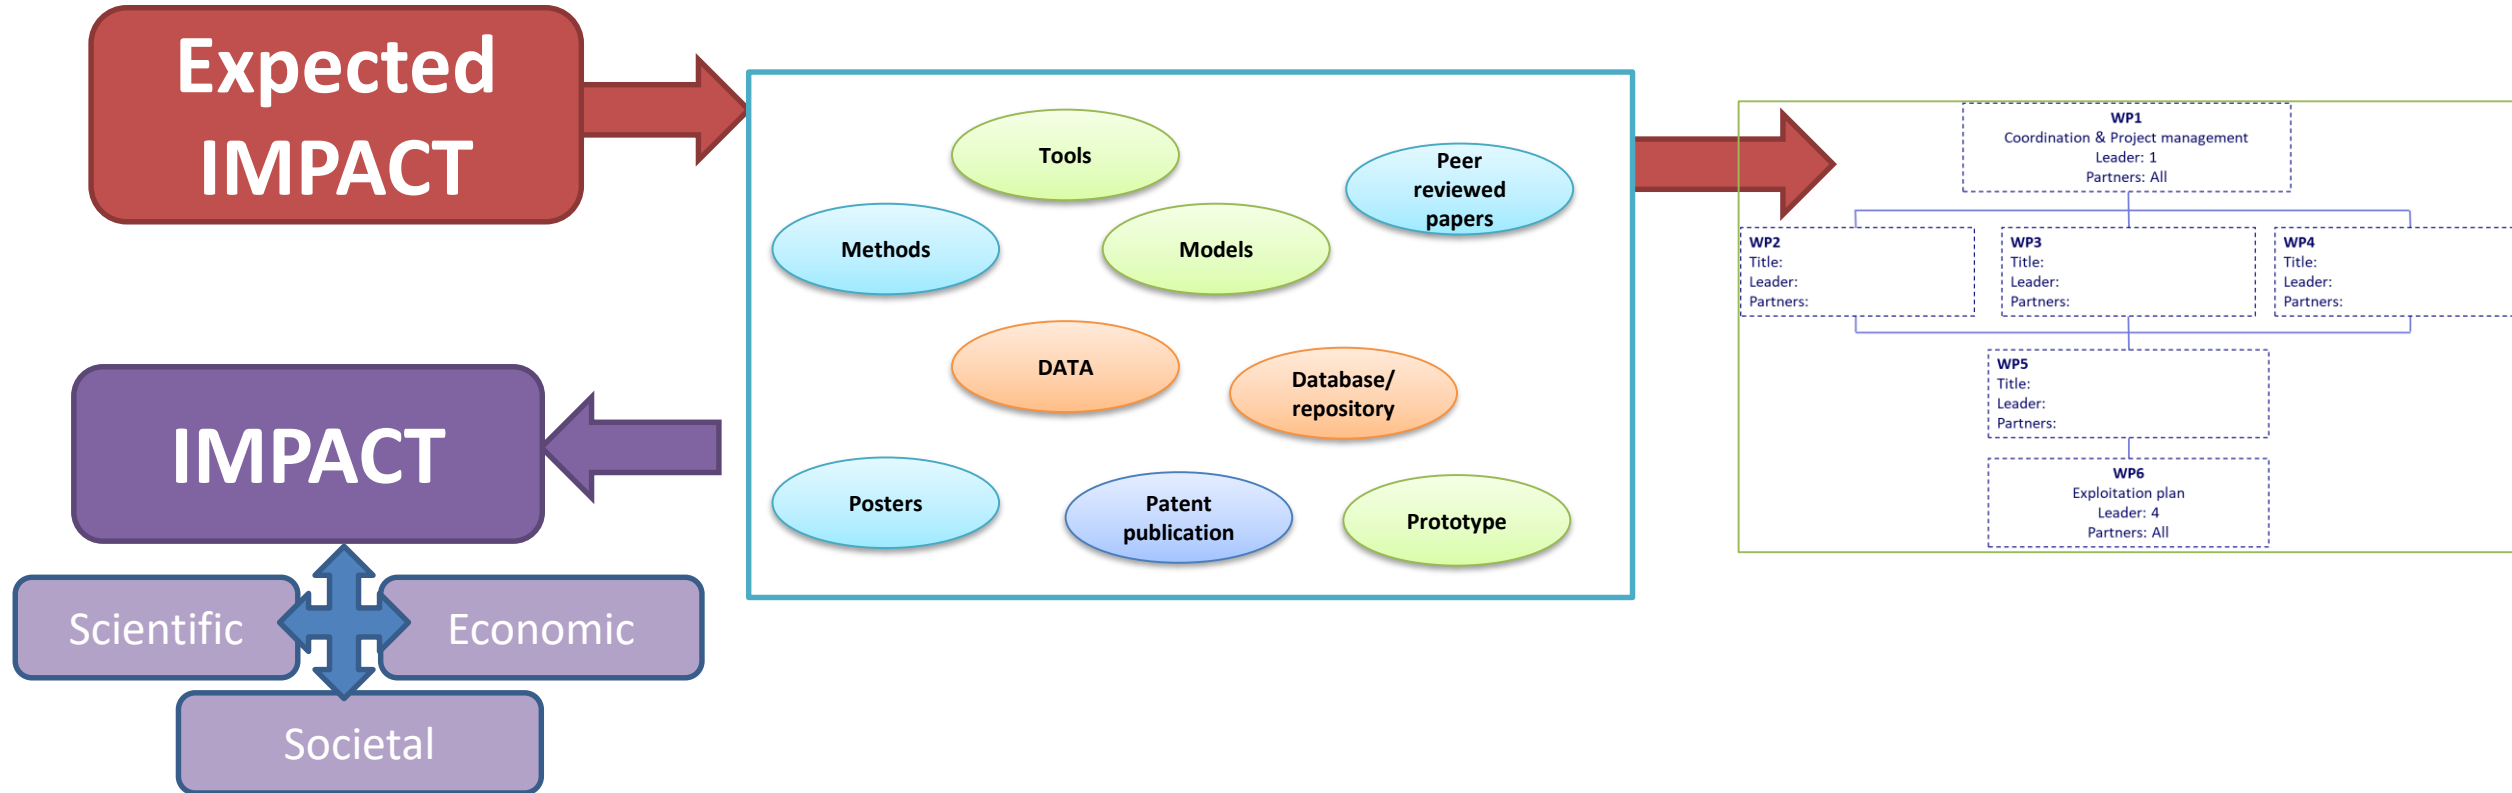 Expected
IMPACT
Tools
Peer
reviewed
papers
Methods
Models
DATA
Database/
repository
Posters
Patent
publication
Prototype
WP1
Coordination & Project management
Leader: 1
Partners: All
WP2
Title:
Leader:
Partners:
WP3
Title:
Leader:
Partners:
WP4
Title:
Leader:
Partners:
WP5
Title:
Leader:
Partners:
WP6
Exploitation plan
Leader: 4
Partners: All
IMPACT
Scientific
Economic
Societal